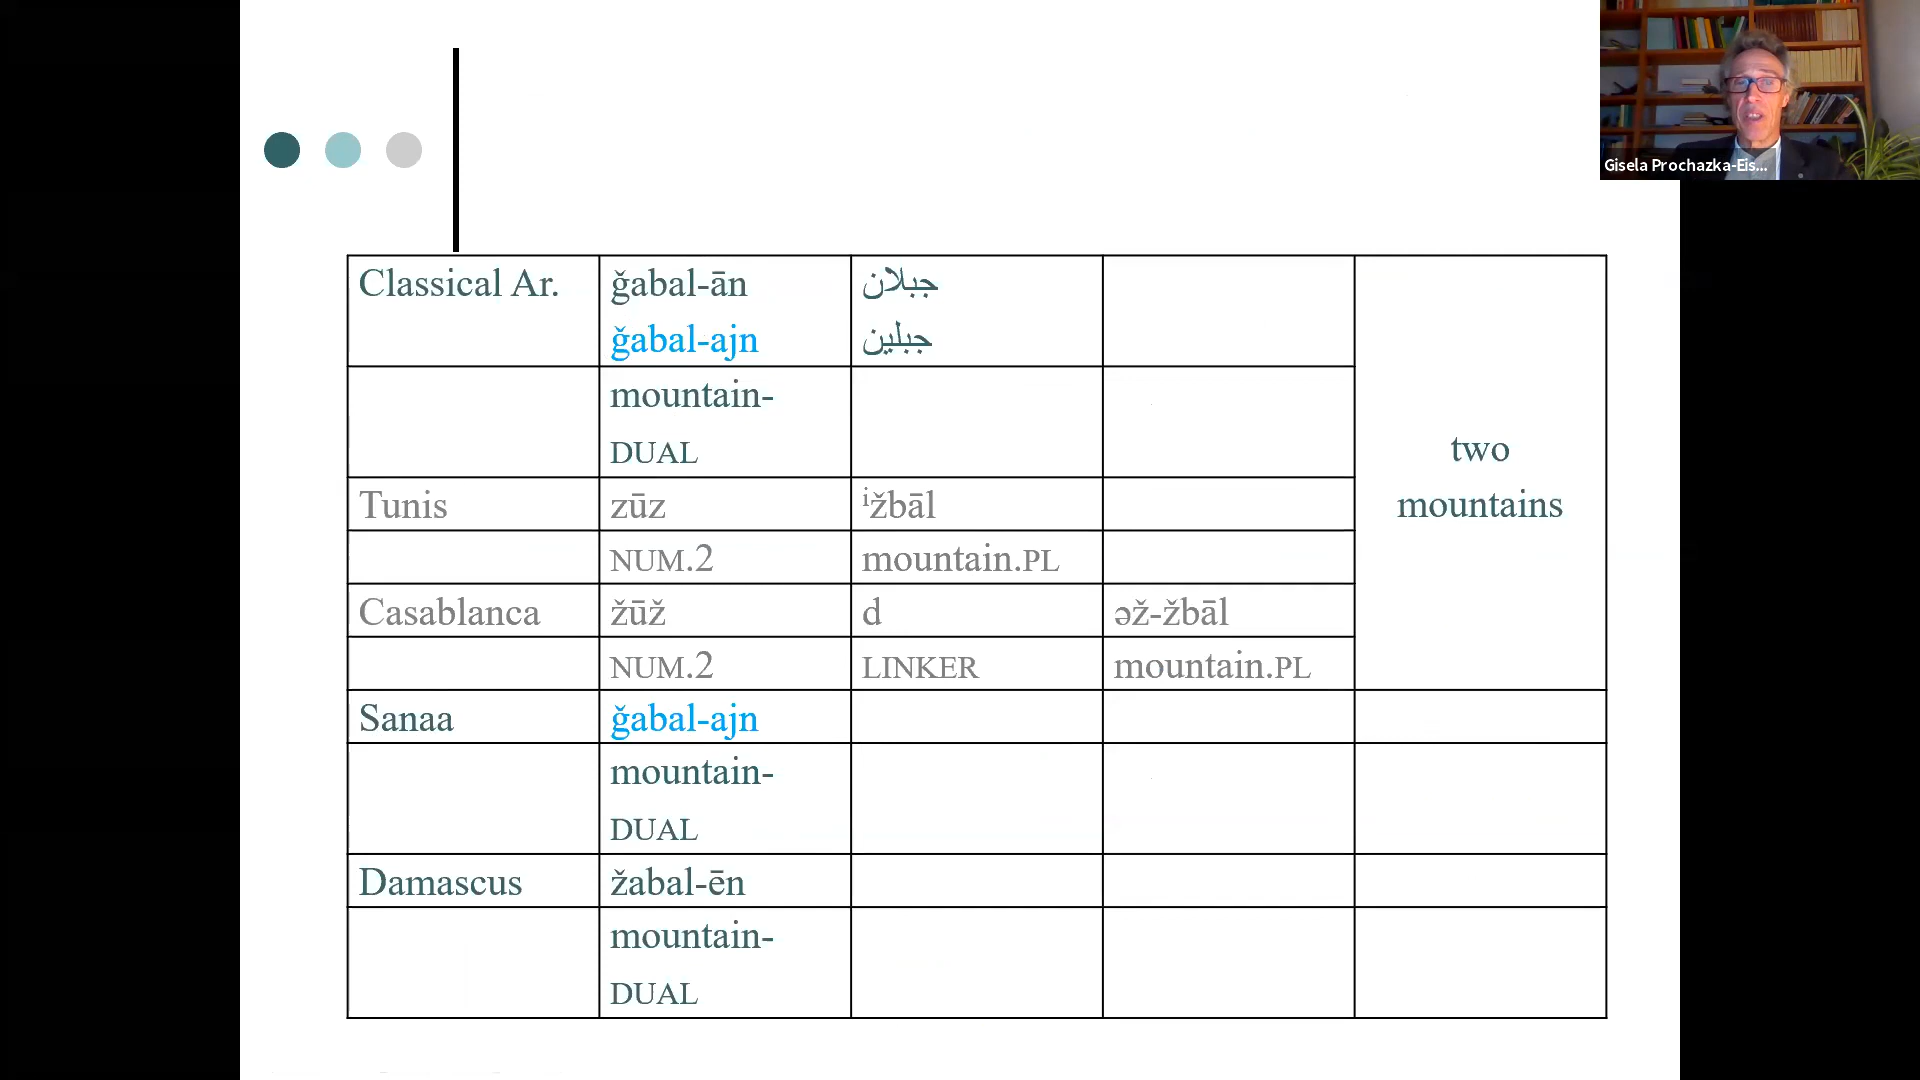 Gisela Prochazka-Eis...
Classical Ar. ğabal-ān جبلان
ğabal-ajn جبلين
mountain-
DUAL
two
mountains
Tunis zūz ⁱžbāl
NUM.2 mountain.PL
Casablanca žūž d əž-žbāl
NUM.2 LINKER mountain.PL
Sanaa ğabal-ajn
mountain-
DUAL
Damascus žabal-ēn
mountain-
DUAL